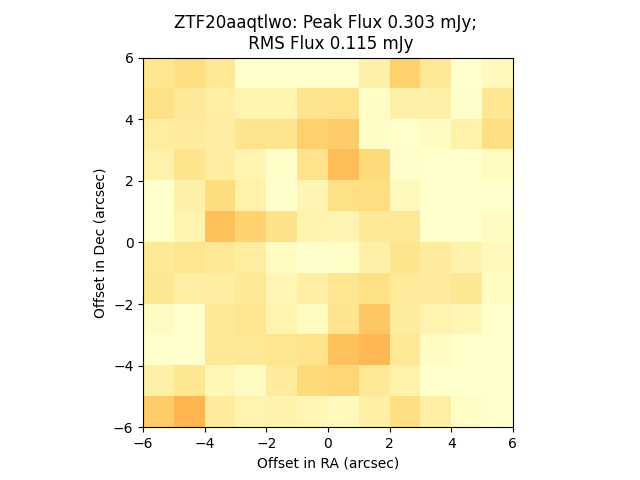 ZTF20aaqtlwo: Peak Flux 0.303 mJy;
RMS Flux 0.115 mJy
6
4
2
0
−2
−4
−6
Offset in Dec (arcsec)
−6 −4 −2 0 2 4 6
Offset in RA (arcsec)